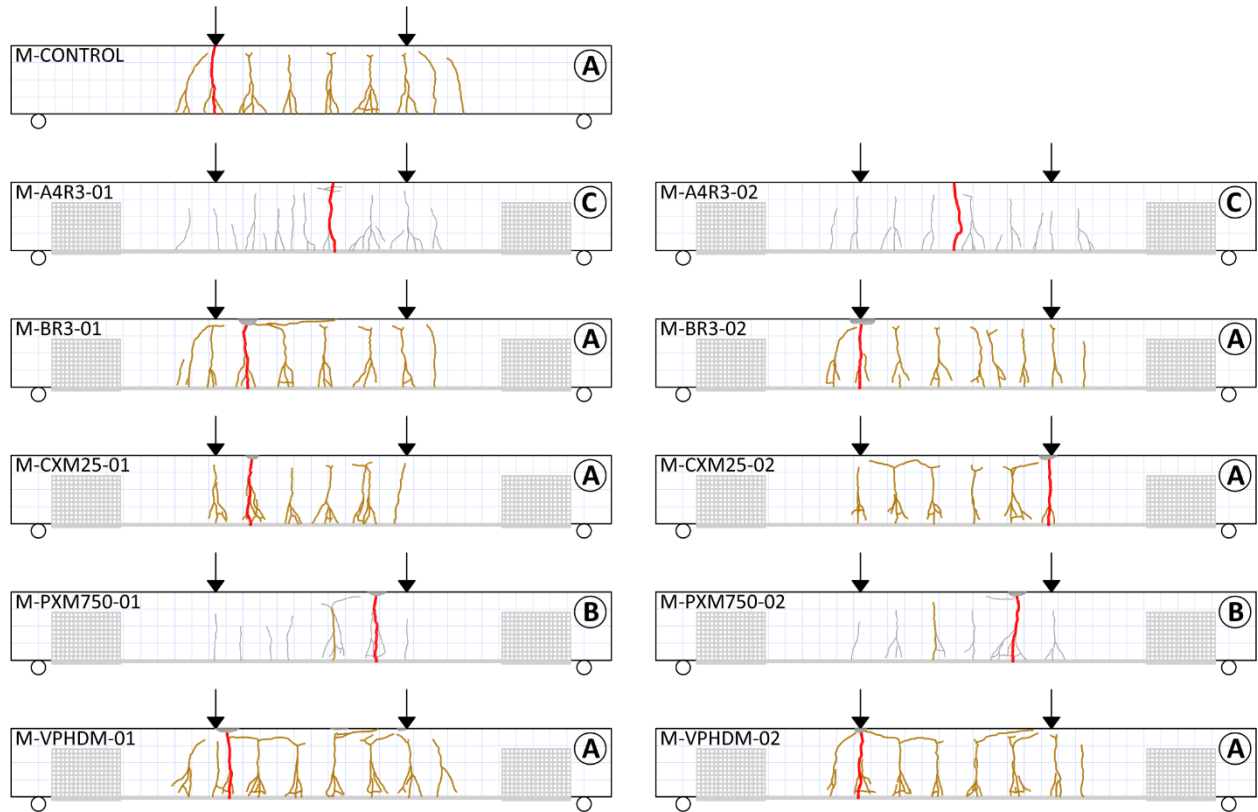 M-CONTROL A
M-A4R3-01 C M-A4R3-02 C
M-BR3-01 A M-BR3-02 A
M-CXM25-01 A M-CXM25-02 A
M-PXM750-01 B M-PXM750-02 B
M-VPHDM-01 A M-VPHDM-02 A